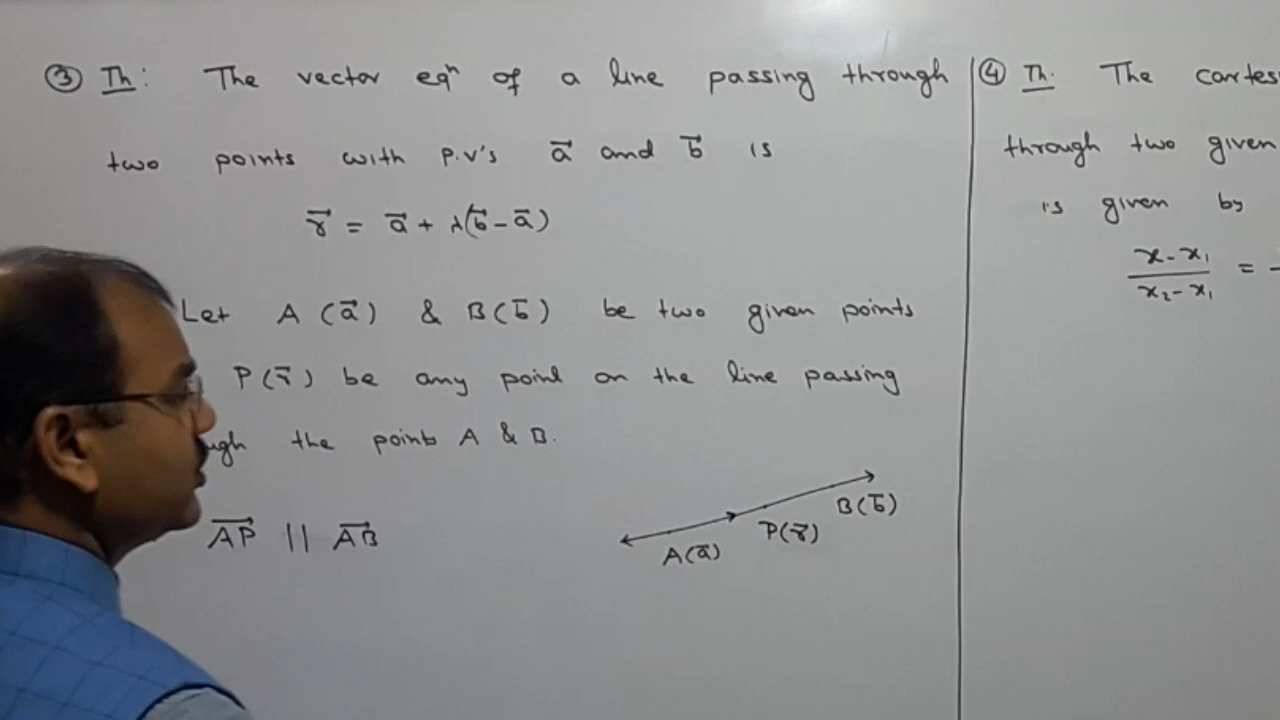 ③ Th: The vector eqⁿ of a line passing through
two points with p.v's a⃗ and b⃗ is
r⃗ = a⃗ + λ(b⃗ - a⃗)
Let A (a⃗) & B(b⃗) be two given points
P(r⃗) be any point on the line passing
ugh the points A & B.
AP⃗ || AB⃗
A(a⃗) P(r⃗) B(b⃗)
④ Th. The cartes
through two given
is given by
x-x₁ / x₂-x₁ =